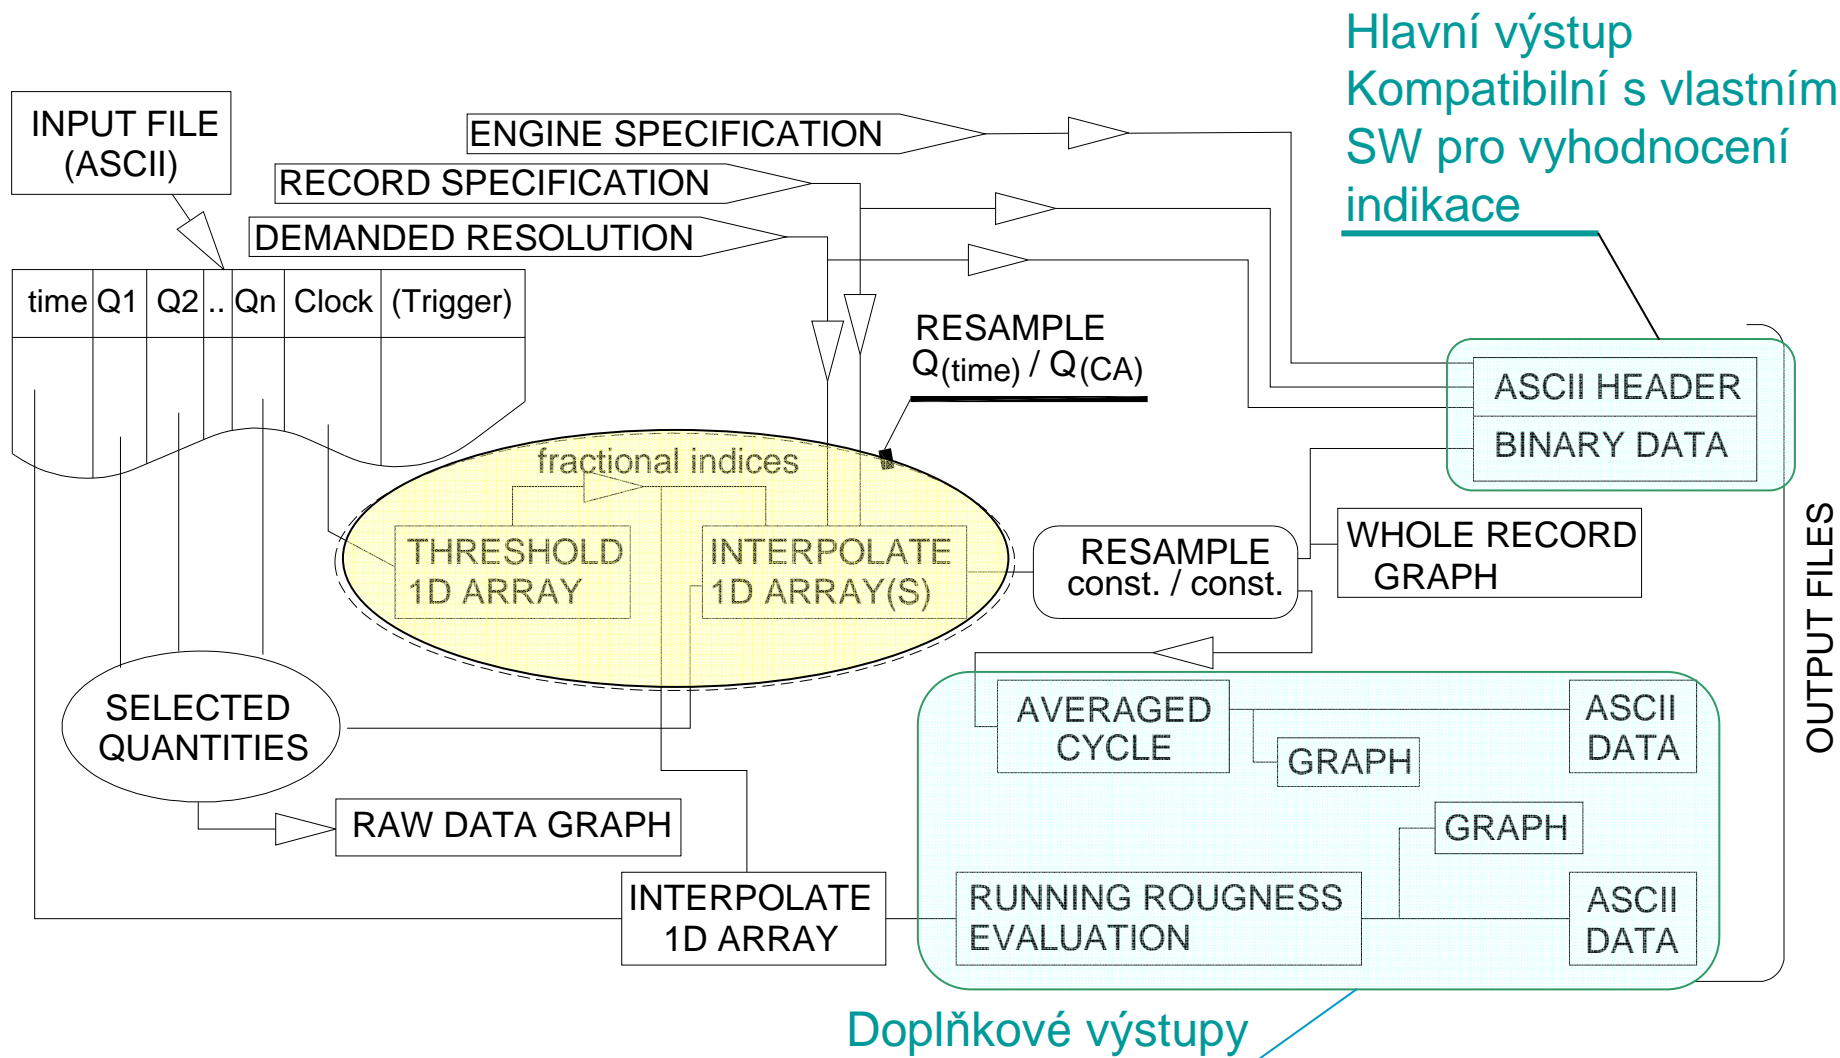 Hlavní výstup
Kompatibilní s vlastním
SW pro vyhodnocení
indikace
INPUT FILE
(ASCII)
ENGINE SPECIFICATION
RECORD SPECIFICATION
DEMANDED RESOLUTION
time Q1 Q2 .. Qn Clock (Trigger)
RESAMPLE
Q(time) / Q(CA)
ASCII HEADER
BINARY DATA
fractional indices
THRESHOLD
1D ARRAY
INTERPOLATE
1D ARRAY(S)
RESAMPLE
const. / const.
WHOLE RECORD
GRAPH
OUTPUT FILES
SELECTED
QUANTITIES
AVERAGED
CYCLE
GRAPH
ASCII
DATA
RAW DATA GRAPH
GRAPH
INTERPOLATE
1D ARRAY
RUNNING ROUGNESS
EVALUATION
ASCII
DATA
Doplňkové výstupy